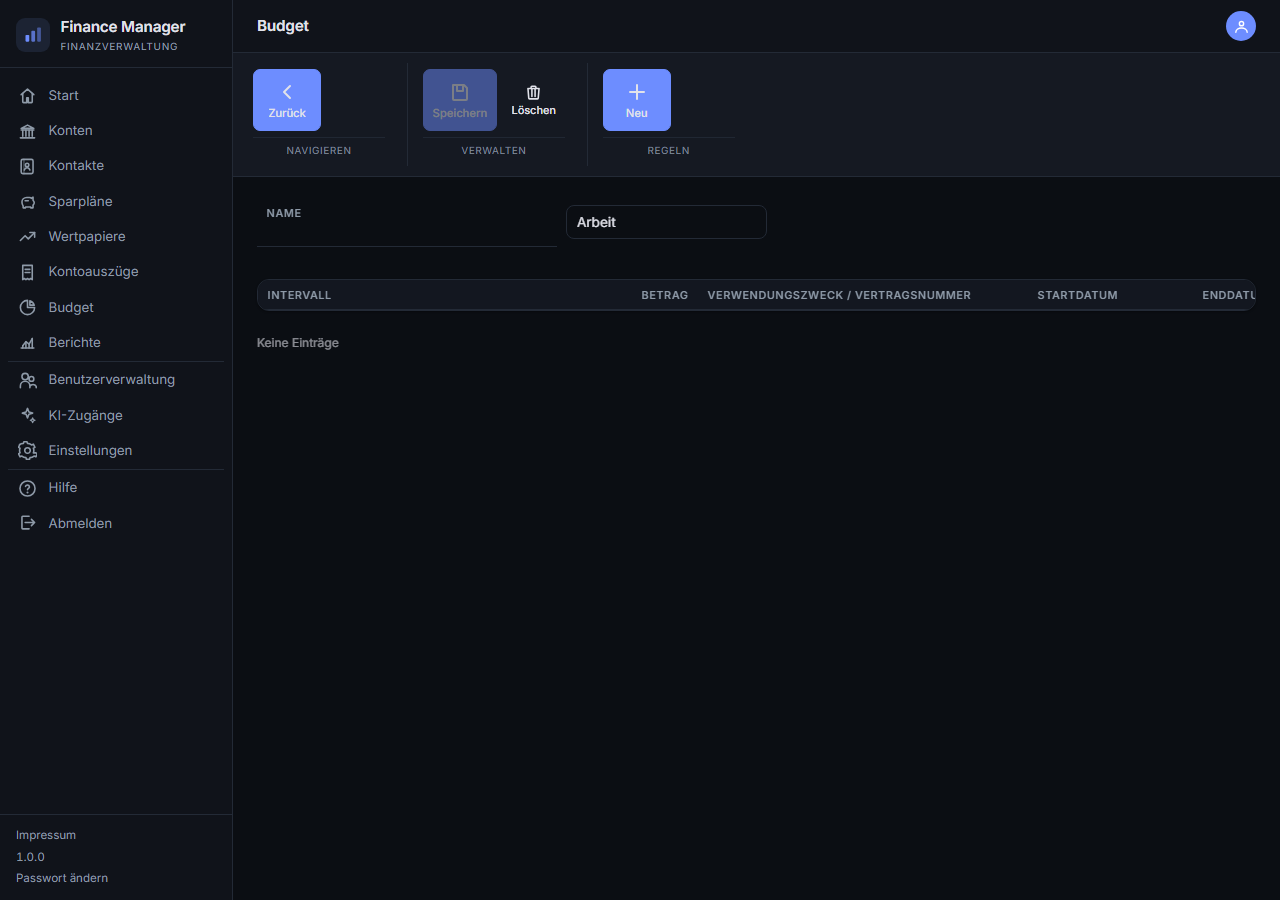 Finance Manager
FINANZVERWALTUNG
Start
Konten
Kontakte
Sparpläne
Wertpapiere
Kontoauszüge
Budget
Berichte
Benutzerverwaltung
KI-Zugänge
Einstellungen
Hilfe
Abmelden
Impressum
1.0.0
Passwort ändern
Budget
Zurück
NAVIGIEREN
Speichern Löschen
VERWALTEN
Neu
REGELN
NAME Arbeit
INTERVALL BETRAG VERWENDUNGSZWECK / VERTRAGSNUMMER STARTDATUM ENDDATU
Keine Einträge